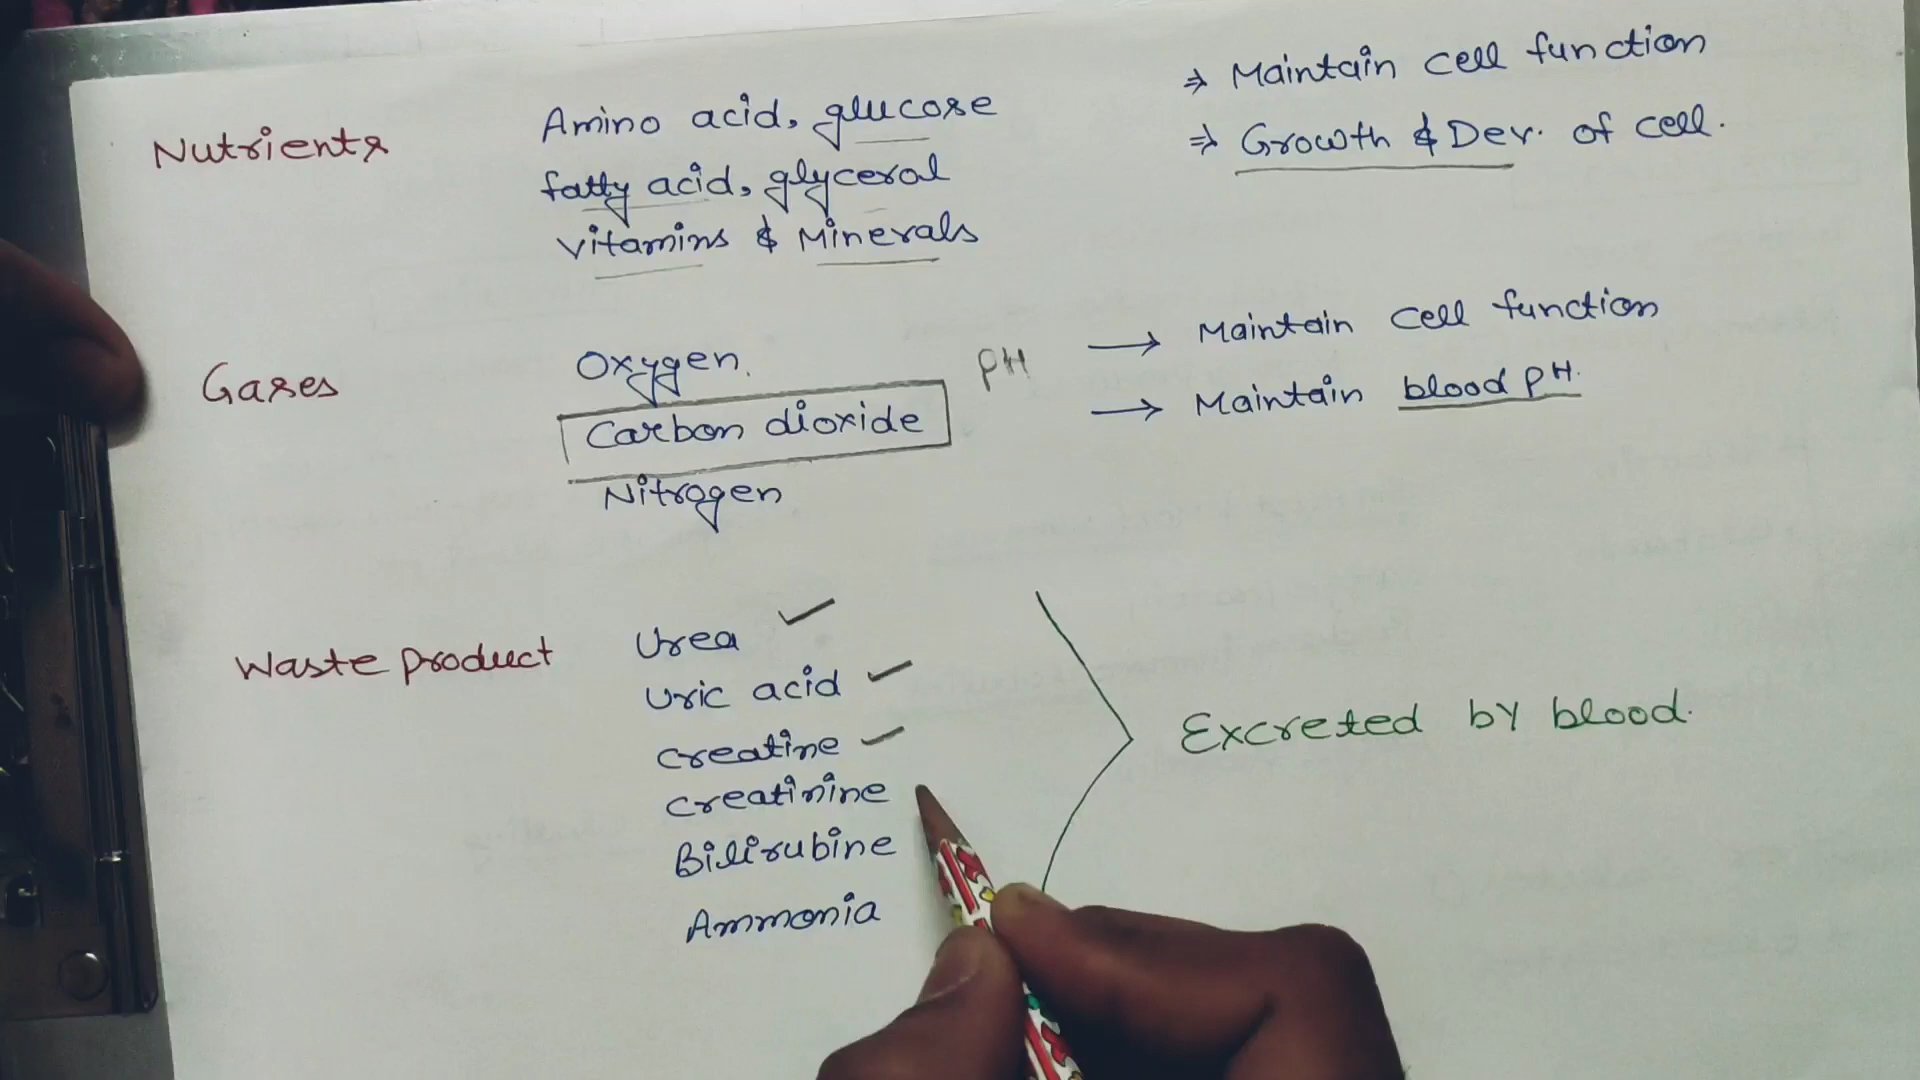 Nutrients
Amino acid, glucose
fatty acid, glycerol
vitamins & Minerals
⇒ Maintain cell function
⇒ Growth & Dev. of cell.
Gases
Oxygen.
Carbon dioxide
Nitrogen
PH
→ Maintain cell function
→ Maintain blood PH.
Waste product
Urea ✓
Uric acid ✓
creatine ✓
creatinine
Bilirubine
Ammonia
Excreted by blood.